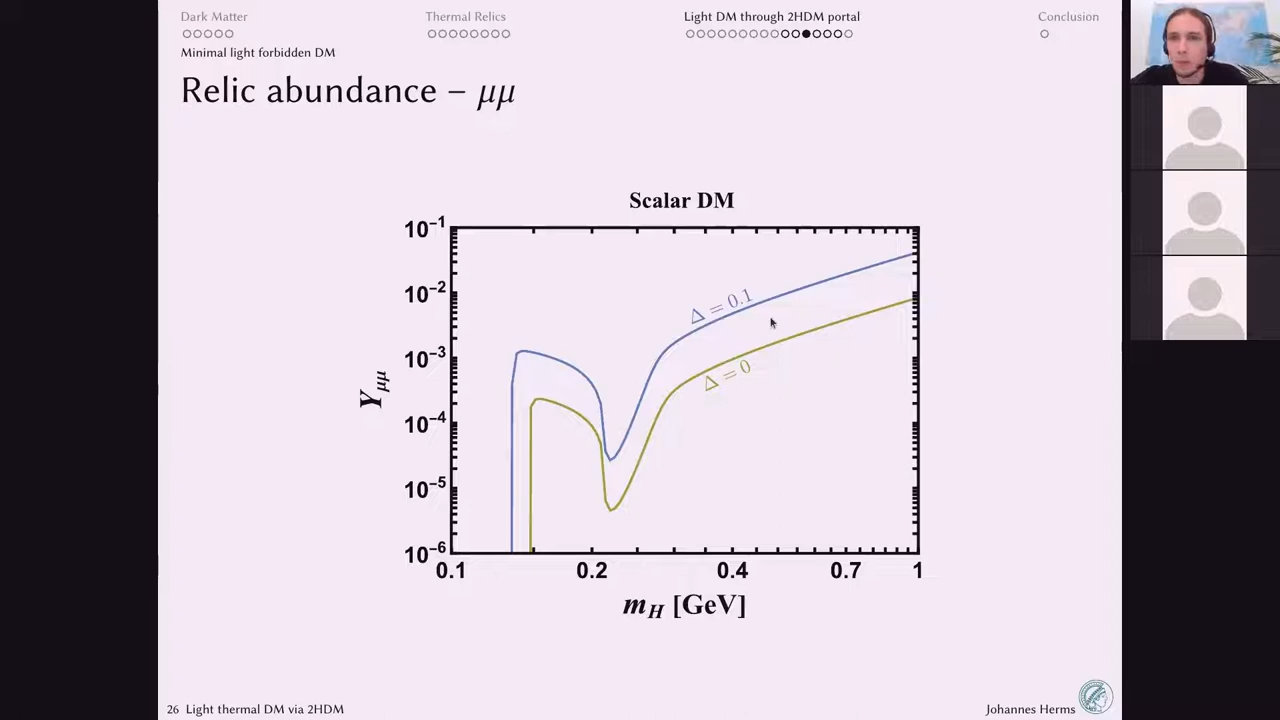 Dark Matter
Thermal Relics
Light DM through 2HDM portal
Conclusion
Minimal light forbidden DM
Relic abundance – μμ
Scalar DM
10⁻¹
10⁻²
10⁻³
10⁻⁴
10⁻⁵
10⁻⁶
Y_μμ
Δ = 0.1
Δ = 0
0.1 0.2 0.4 0.7 1
m_H [GeV]
26 Light thermal DM via 2HDM
Johannes Herms